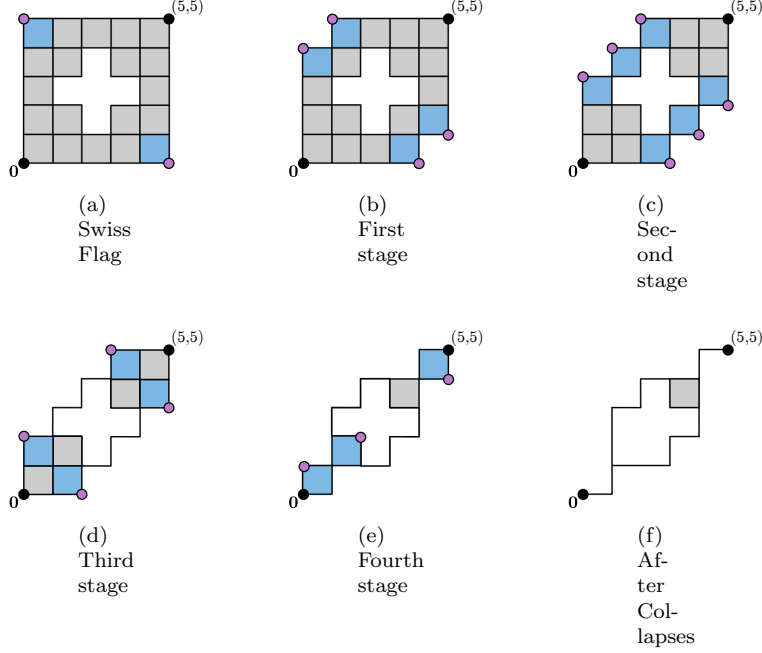 (5,5)
(5,5)
(5,5)
0
0
0
(a)
Swiss
Flag
(b)
First
stage
(c)
Sec-
ond
stage
(5,5)
(5,5)
(5,5)
0
0
0
(d)
Third
stage
(e)
Fourth
stage
(f)
Af-
ter
Col-
lapses